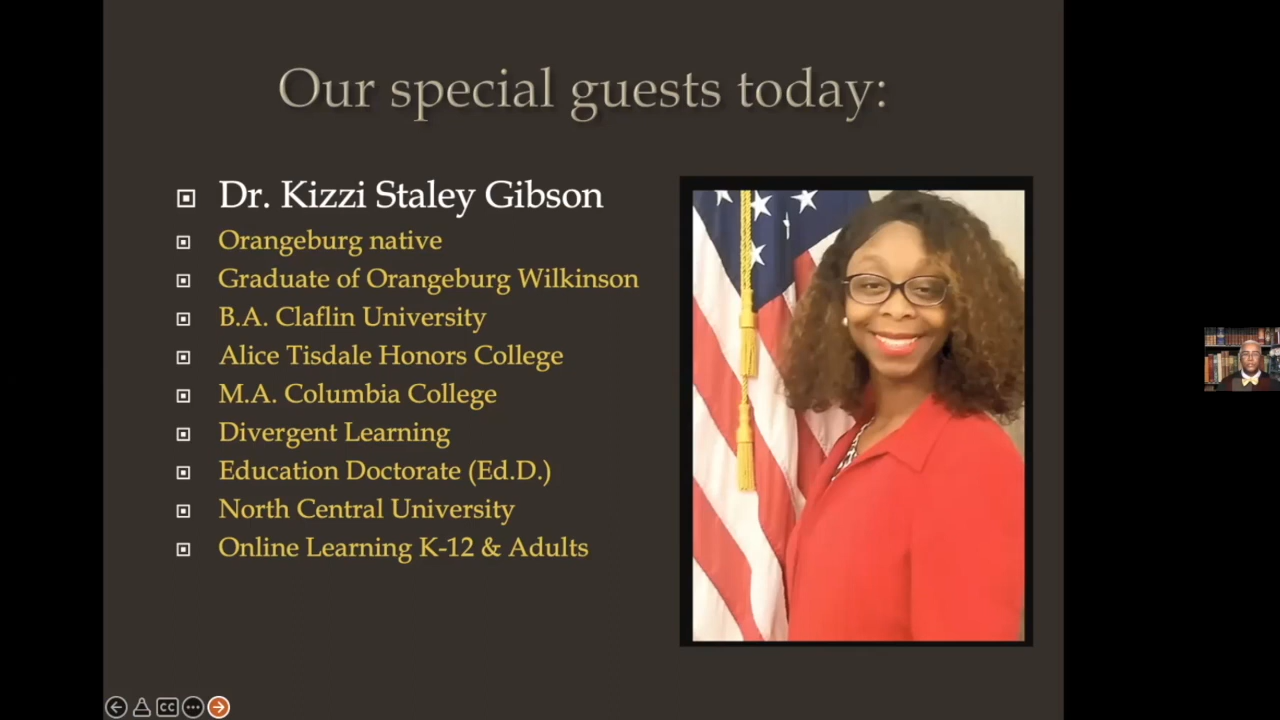 Our special guests today:
Dr. Kizzi Staley Gibson
Orangeburg native
Graduate of Orangeburg Wilkinson
B.A. Claflin University
Alice Tisdale Honors College
M.A. Columbia College
Divergent Learning
Education Doctorate (Ed.D.)
North Central University
Online Learning K-12 & Adults
CC